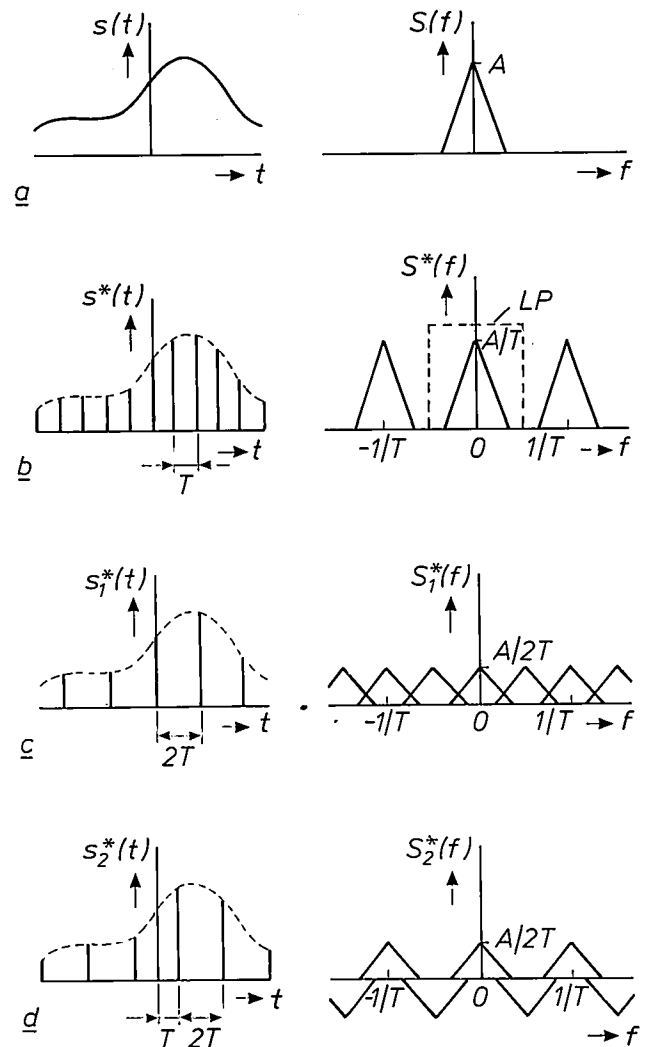 s(t)
S(f)
A
t
f
a
s*(t)
S*(f)
LP
A/T
-1/T 0 1/T f
t
T
b
s₁*(t)
S₁*(f)
A/2T
-1/T 0 1/T f
t
2T
c
s₂*(t)
S₂*(f)
A/2T
-1/T 0 1/T
t
f
T 2T
d